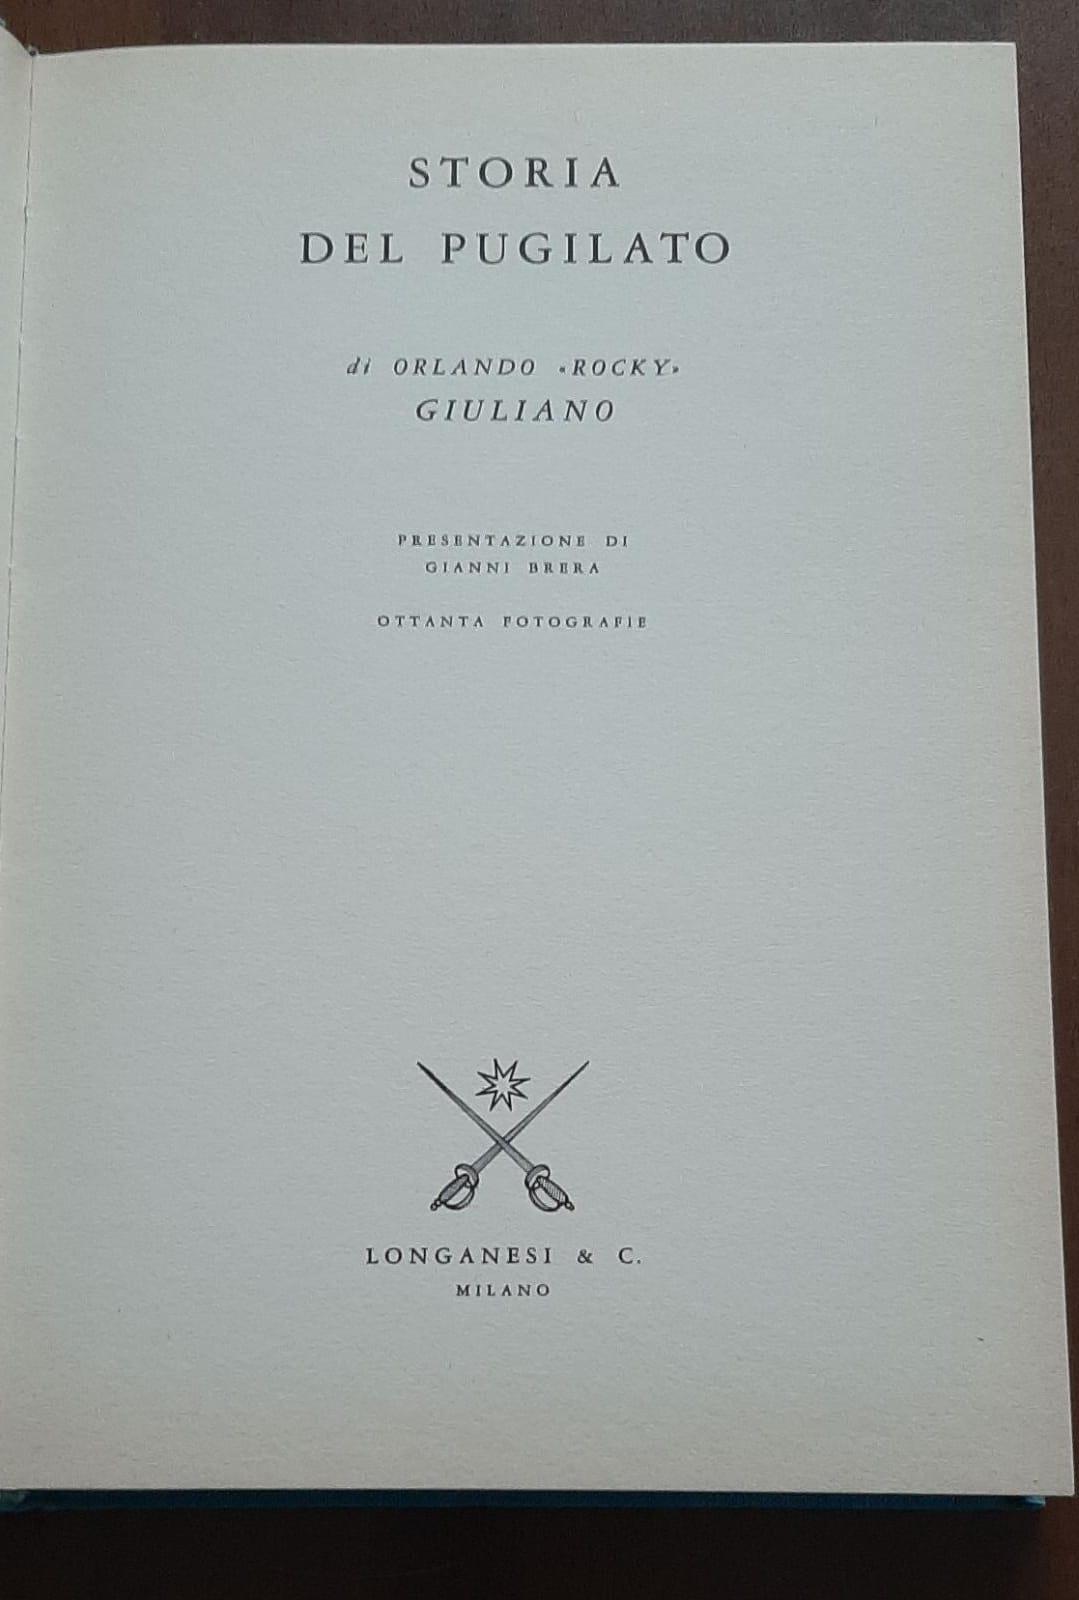 STORIA
DEL PUGILATO
di ORLANDO «ROCKY»
GIULIANO
PRESENTAZIONE DI
GIANNI BRERA
OTTANTA FOTOGRAFIE
LONGANESI & C.
MILANO